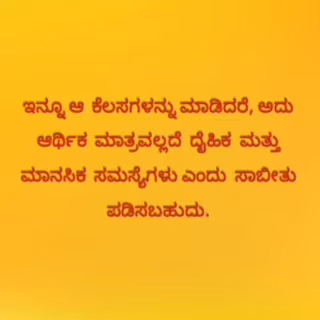 ಇನ್ನೂ ಆ ಕೆಲಸಗಳನ್ನು ಮಾಡಿದರೆ, ಅದು
ಆರ್ಥಿಕ ಮಾತ್ರವಲ್ಲದೆ ದೈಹಿಕ ಮತ್ತು
ಮಾನಸಿಕ ಸಮಸ್ಯೆಗಳು ಎಂದು ಸಾಬೀತು
ಪಡಿಸಬಹುದು.